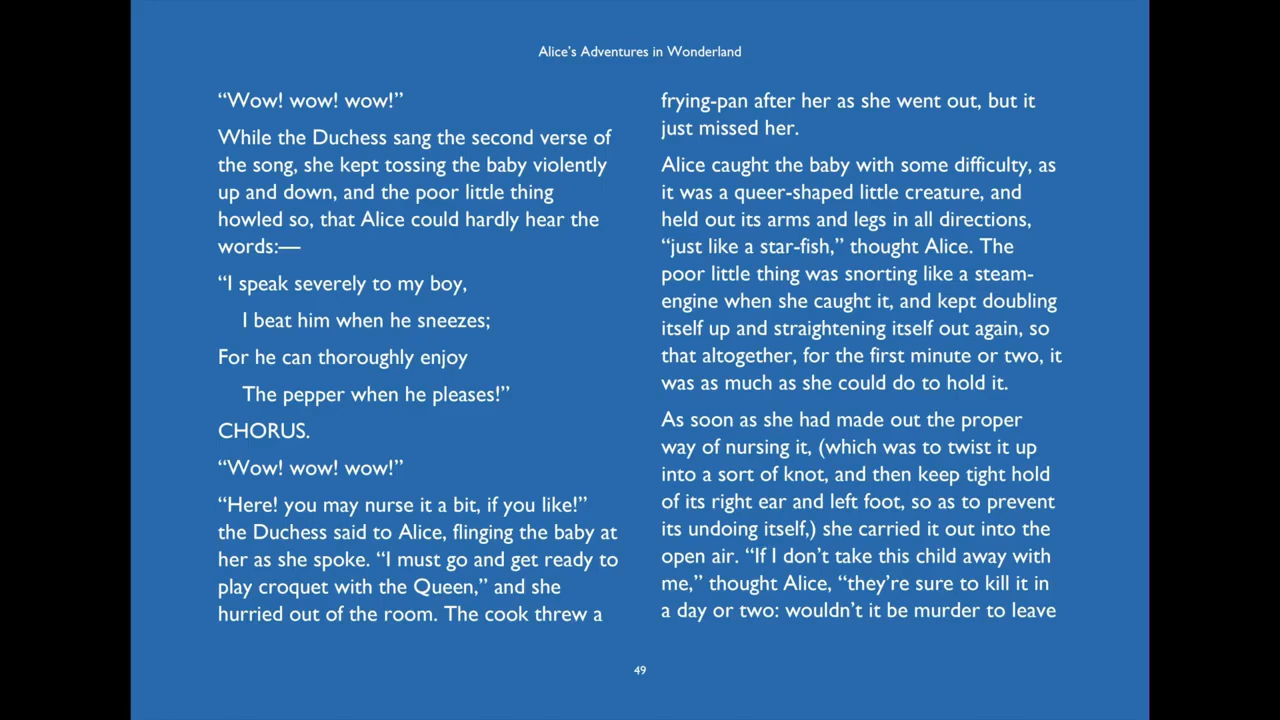 Alice’s Adventures in Wonderland
“Wow! wow! wow!”
While the Duchess sang the second verse of
the song, she kept tossing the baby violently
up and down, and the poor little thing
howled so, that Alice could hardly hear the
words:—
“I speak severely to my boy,
I beat him when he sneezes;
For he can thoroughly enjoy
The pepper when he pleases!”
CHORUS.
“Wow! wow! wow!”
“Here! you may nurse it a bit, if you like!”
the Duchess said to Alice, flinging the baby at
her as she spoke. “I must go and get ready to
play croquet with the Queen,” and she
hurried out of the room. The cook threw a
frying-pan after her as she went out, but it
just missed her.
Alice caught the baby with some difficulty, as
it was a queer-shaped little creature, and
held out its arms and legs in all directions,
“just like a star-fish,” thought Alice. The
poor little thing was snorting like a steam-
engine when she caught it, and kept doubling
itself up and straightening itself out again, so
that altogether, for the first minute or two, it
was as much as she could do to hold it.
As soon as she had made out the proper
way of nursing it, (which was to twist it up
into a sort of knot, and then keep tight hold
of its right ear and left foot, so as to prevent
its undoing itself,) she carried it out into the
open air. “If I don’t take this child away with
me,” thought Alice, “they’re sure to kill it in
a day or two: wouldn’t it be murder to leave
49